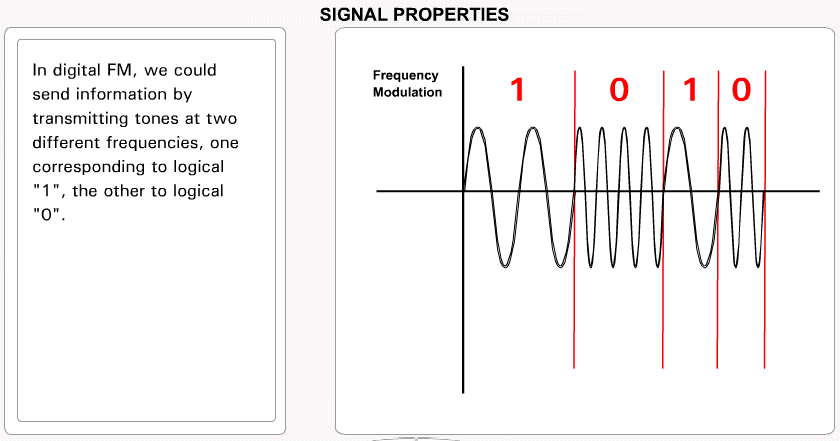 SIGNAL PROPERTIES
In digital FM, we could
send information by
transmitting tones at two
different frequencies, one
corresponding to logical
"1", the other to logical
"0".
Frequency
Modulation
1 0 1 0